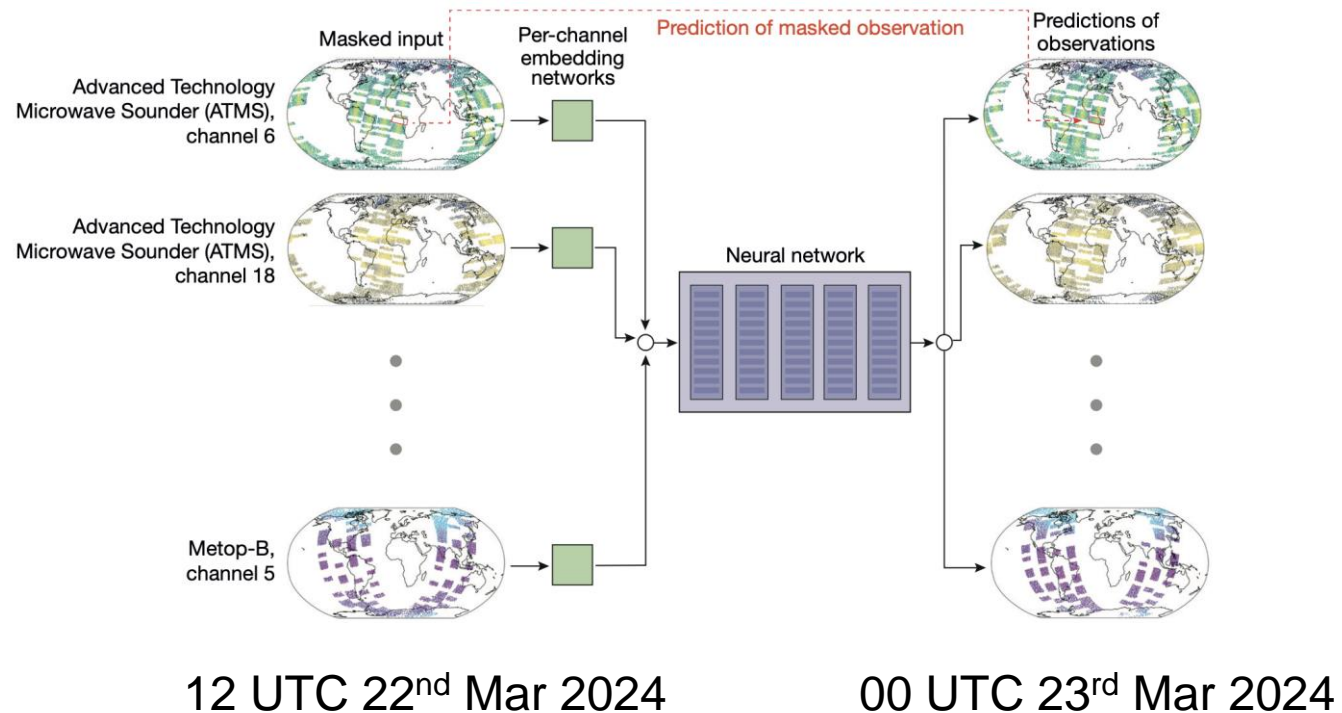 Masked input
Per-channel
embedding
networks
Prediction of masked observation
Predictions of
observations
Advanced Technology
Microwave Sounder (ATMS),
channel 6
Advanced Technology
Microwave Sounder (ATMS),
channel 18
Neural network
Metop-B,
channel 5
12 UTC 22nd Mar 2024
00 UTC 23rd Mar 2024